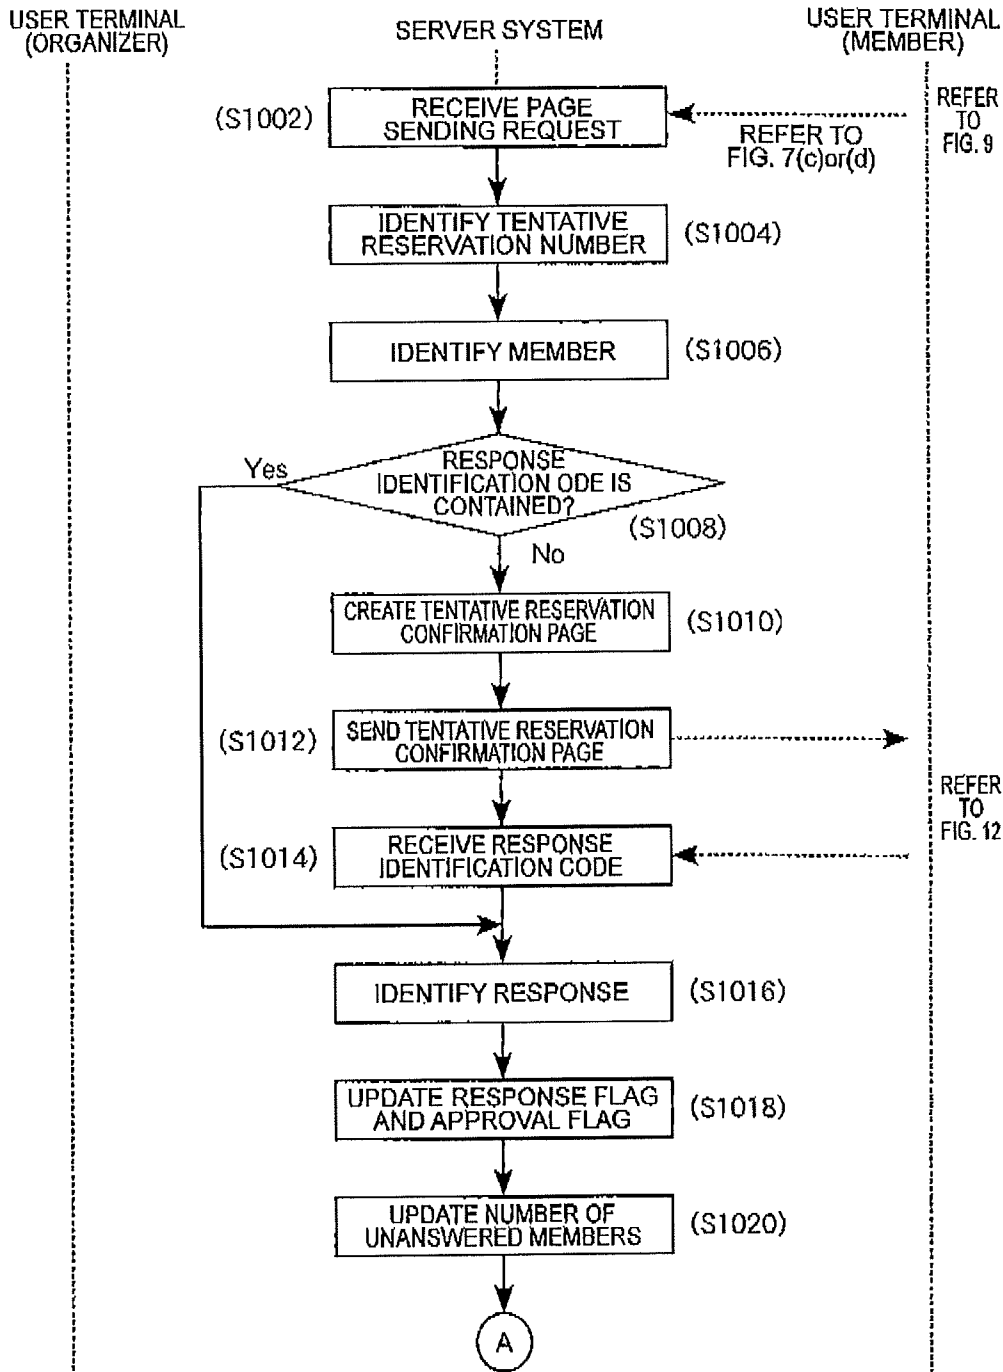 USER TERMINAL
(ORGANIZER)
SERVER SYSTEM
USER TERMINAL
(MEMBER)
(S1002)
RECEIVE PAGE
SENDING REQUEST
REFER TO
FIG. 7(c)or(d)
REFER
TO
FIG. 9
IDENTIFY TENTATIVE
RESERVATION NUMBER
(S1004)
IDENTIFY MEMBER
(S1006)
Yes
RESPONSE
IDENTIFICATION ODE IS
CONTAINED?
(S1008)
No
CREATE TENTATIVE RESERVATION
CONFIRMATION PAGE
(S1010)
(S1012)
SEND TENTATIVE RESERVATION
CONFIRMATION PAGE
REFER
TO
FIG. 12
(S1014)
RECEIVE RESPONSE
IDENTIFICATION CODE
IDENTIFY RESPONSE
(S1016)
UPDATE RESPONSE FLAG
AND APPROVAL FLAG
(S1018)
UPDATE NUMBER OF
UNANSWERED MEMBERS
(S1020)
A